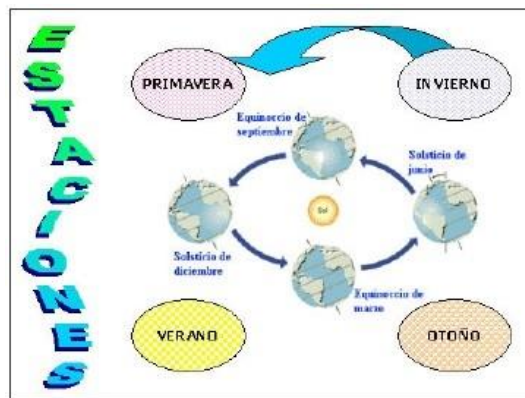 ESTACIONES
PRIMAVERA
INVIERNO
Equinoccio de
septiembre
Solsticio de
junio
Sol
Solsticio de
diciembre
Equinoccio de
marzo
VERANO
OTOÑO